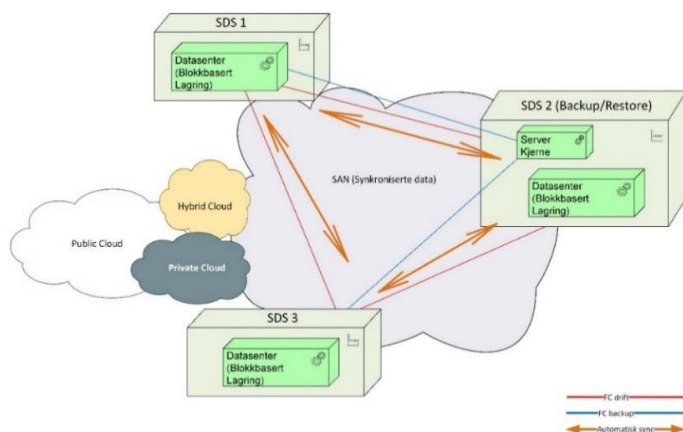 SDS 1
Datasenter
(Blokkbasert
Lagring)
SDS 2 (Backup/Restore)
Server
Kjerne
Datasenter
(Blokkbasert
Lagring)
SAN (Synkroniserte data)
Hybrid Cloud
Public Cloud
Private Cloud
SDS 3
Datasenter
(Blokkbasert
Lagring)
FC drift
FC backup
Automatisk sync